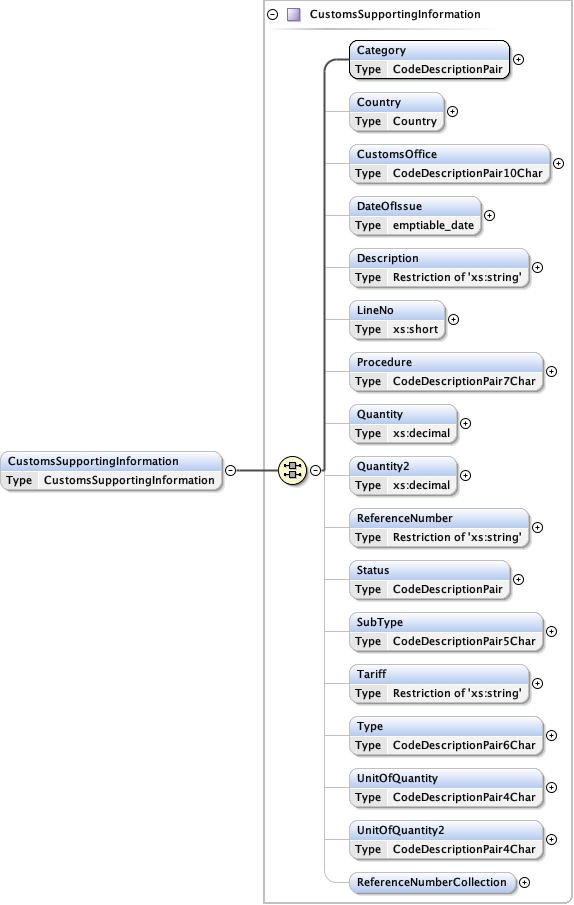 CustomsSupportingInformation
Category
Type CodeDescriptionPair
Country
Type Country
CustomsOffice
Type CodeDescriptionPair10Char
DateOfIssue
Type emptiable_date
Description
Type Restriction of 'xs:string'
LineNo
Type xs:short
Procedure
Type CodeDescriptionPair7Char
Quantity
Type xs:decimal
CustomsSupportingInformation
Type CustomsSupportingInformation
Quantity2
Type xs:decimal
ReferenceNumber
Type Restriction of 'xs:string'
Status
Type CodeDescriptionPair
SubType
Type CodeDescriptionPair5Char
Tariff
Type Restriction of 'xs:string'
Type
Type CodeDescriptionPair6Char
UnitOfQuantity
Type CodeDescriptionPair4Char
UnitOfQuantity2
Type CodeDescriptionPair4Char
ReferenceNumberCollection